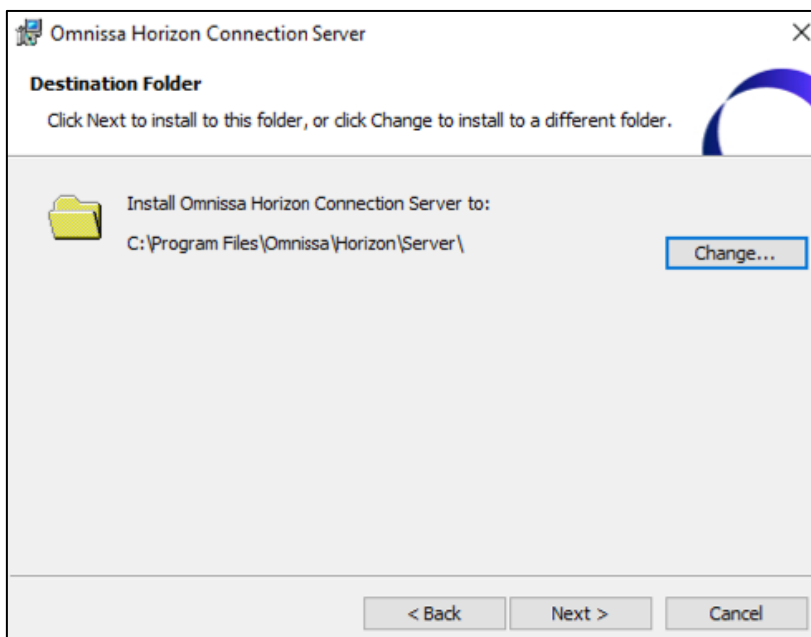 Omnissa Horizon Connection Server
Destination Folder
Click Next to install to this folder, or click Change to install to a different folder.
Install Omnissa Horizon Connection Server to:
C:\Program Files\Omnissa\Horizon\Server\
Change...
< Back
Next >
Cancel